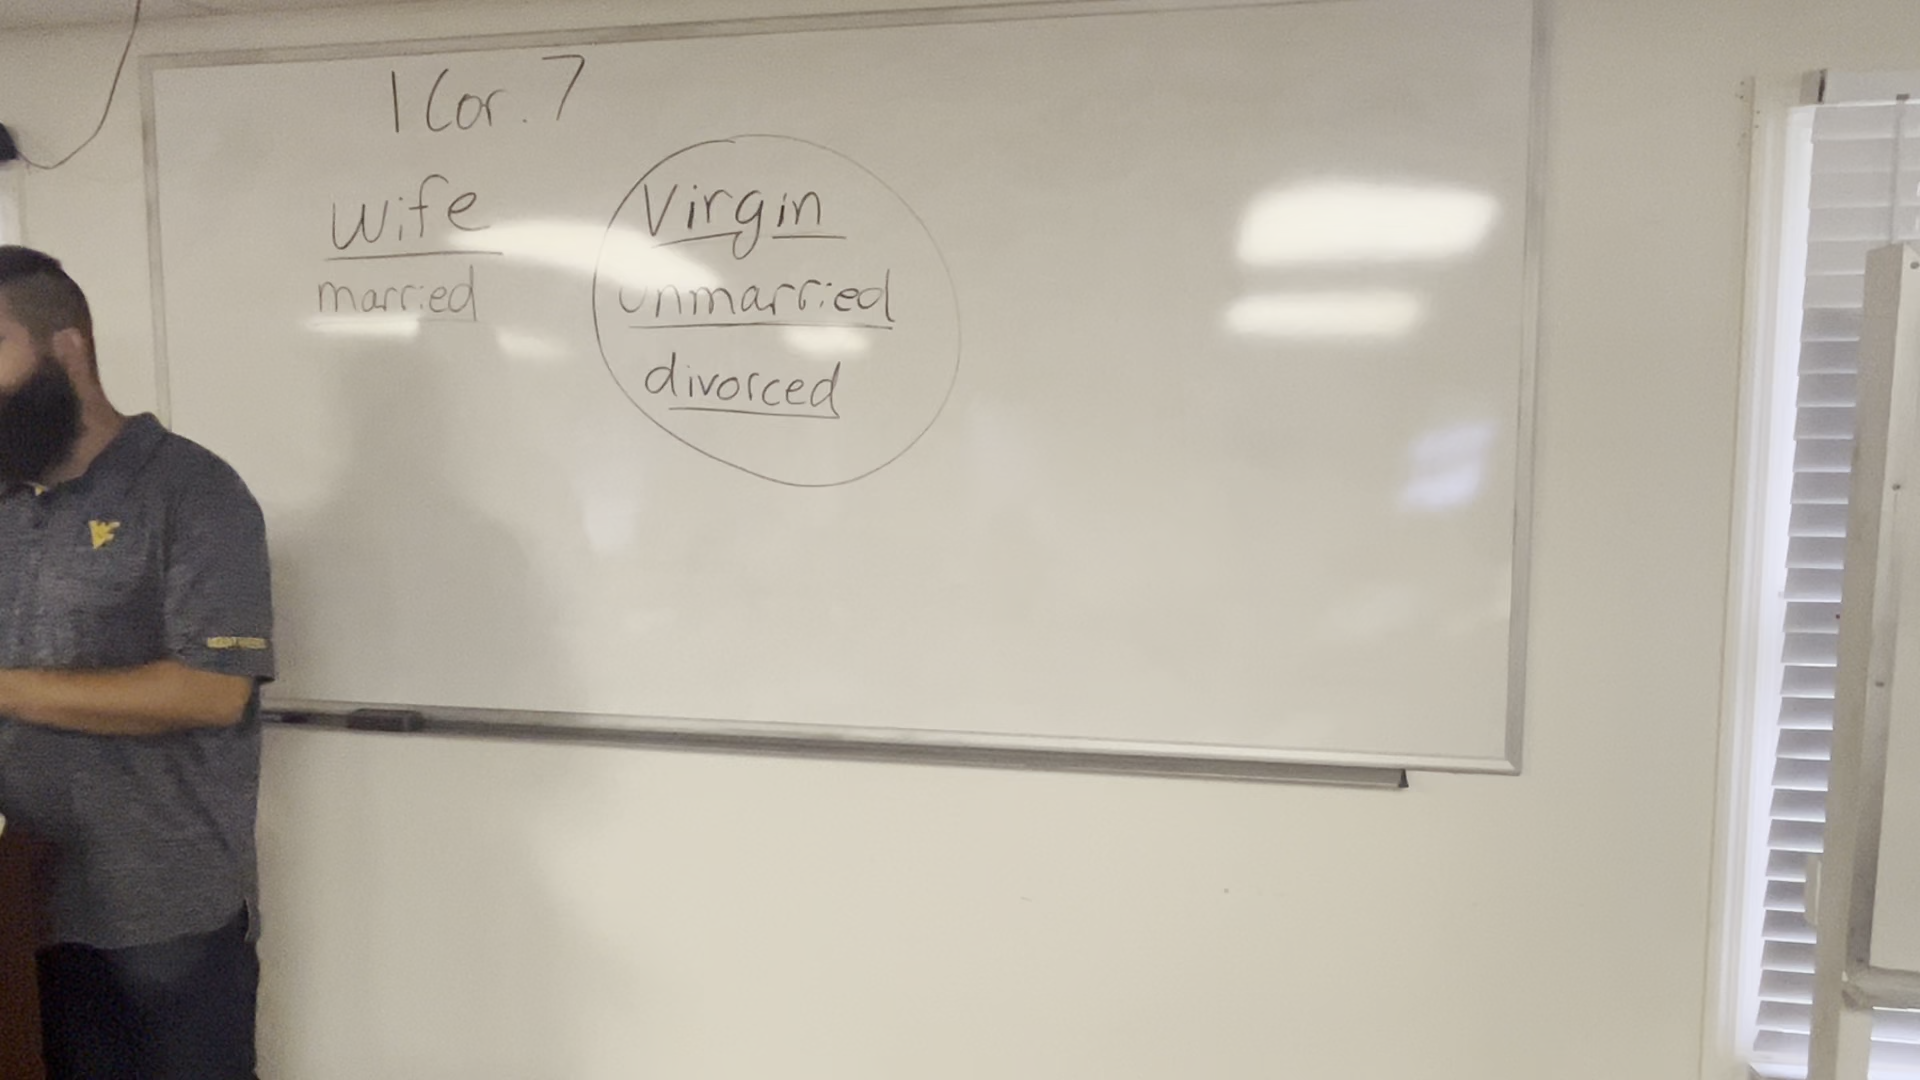 1 Cor. 7
wife
married
Virgin
unmarried
divorced